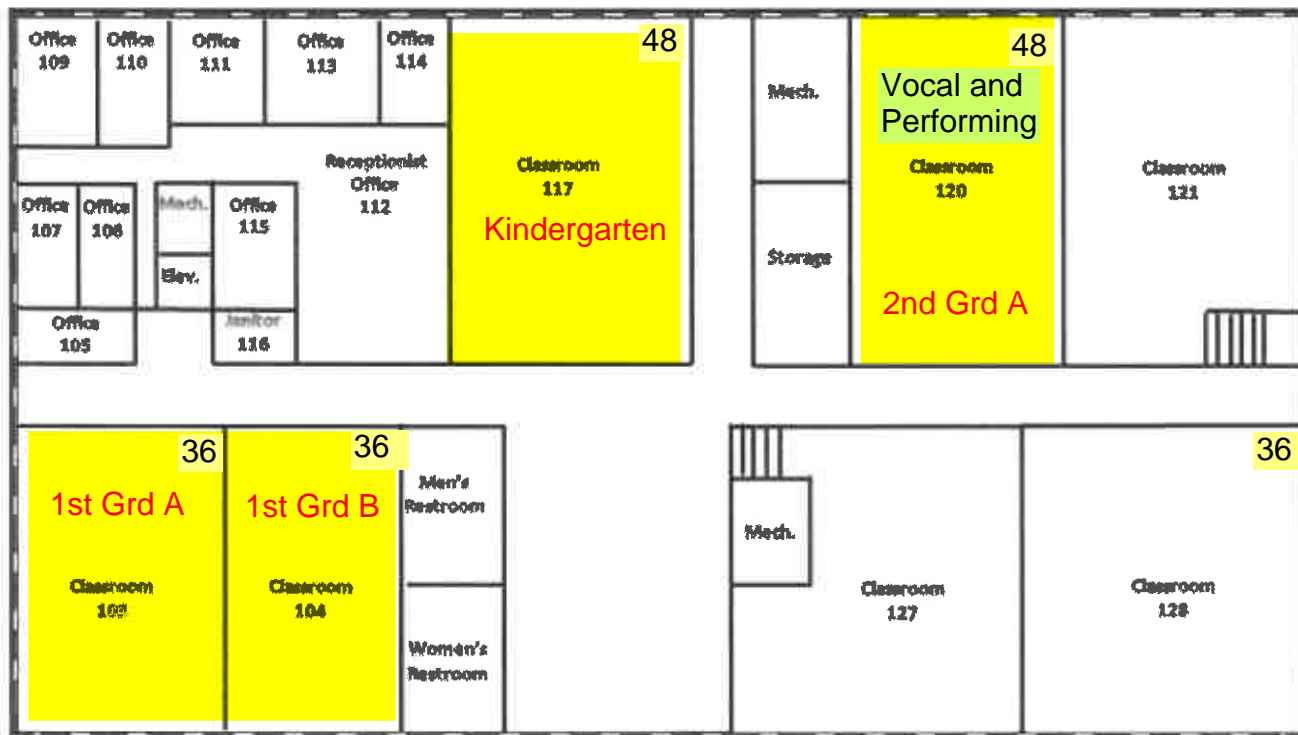 Office
109
Office
110
Office
111
Office
113
Office
114
48
Classroom
117
Kindergarten
Receptionist
Office
112
Office
107
Office
106
Mech.
Office
115
Elev.
Office
105
Janitor
116
Mech.
Storage
48
Vocal and
Performing
Classroom
120
2nd Grd A
Classroom
121
36
1st Grd A
Classroom
36
1st Grd B
Classroom
104
Men's
Restroom
Women's
Restroom
Mech.
Classroom
127
36
Classroom
128